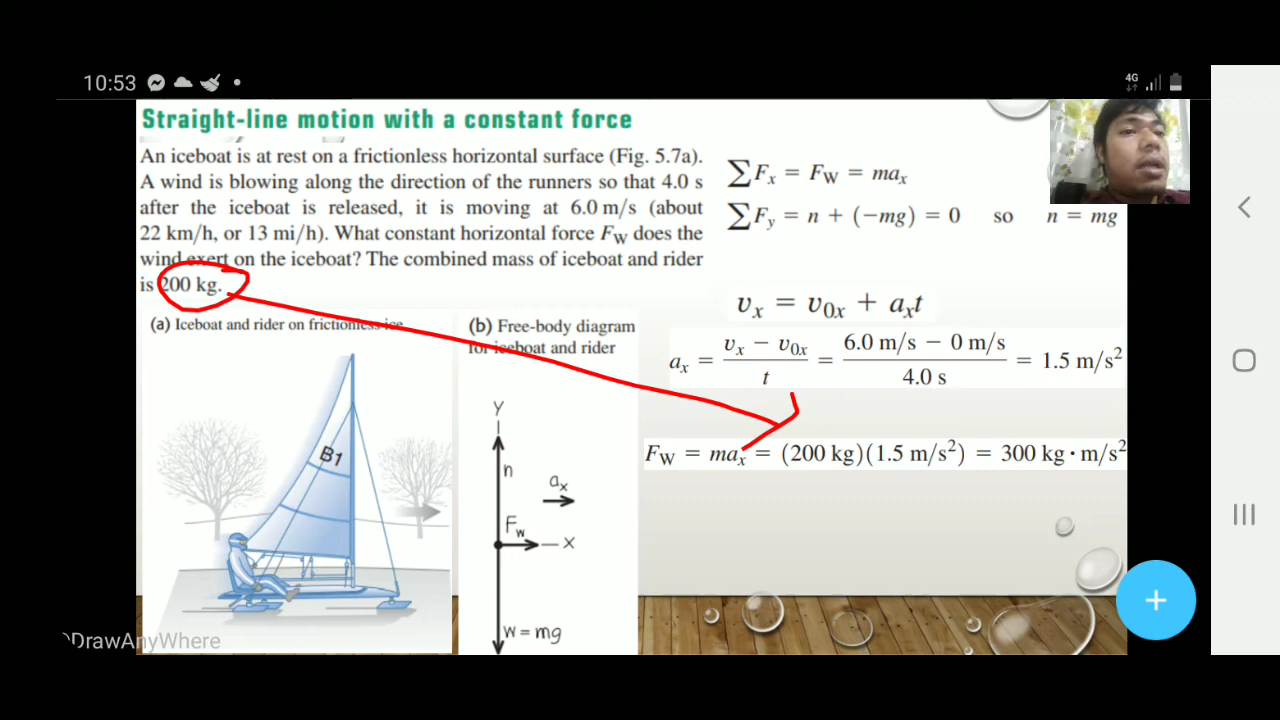 10:53
4G
Straight-line motion with a constant force
An iceboat is at rest on a frictionless horizontal surface (Fig. 5.7a).
A wind is blowing along the direction of the runners so that 4.0 s
after the iceboat is released, it is moving at 6.0 m/s (about
22 km/h, or 13 mi/h). What constant horizontal force F_W does the
wind exert on the iceboat? The combined mass of iceboat and rider
is 200 kg.
∑F_x = F_W = ma_x
∑F_y = n + (−mg) = 0 so n = mg
v_x = v_0x + a_x t
a_x = (v_x − v_0x)/t = (6.0 m/s − 0 m/s)/4.0 s = 1.5 m/s²
F_W = ma_x = (200 kg)(1.5 m/s²) = 300 kg · m/s²
(a) Iceboat and rider on frictionless ice
B1
(b) Free-body diagram
for iceboat and rider
y
n
a_x
F_w
x
w = mg
DrawAnyWhere